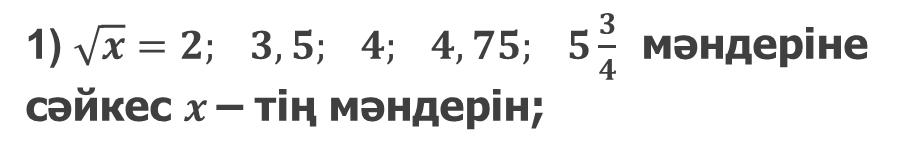 1) √x = 2;   3,5;   4;   4,75;   5 3/4  мәндеріне
сәйкес x – тің мәндерін;